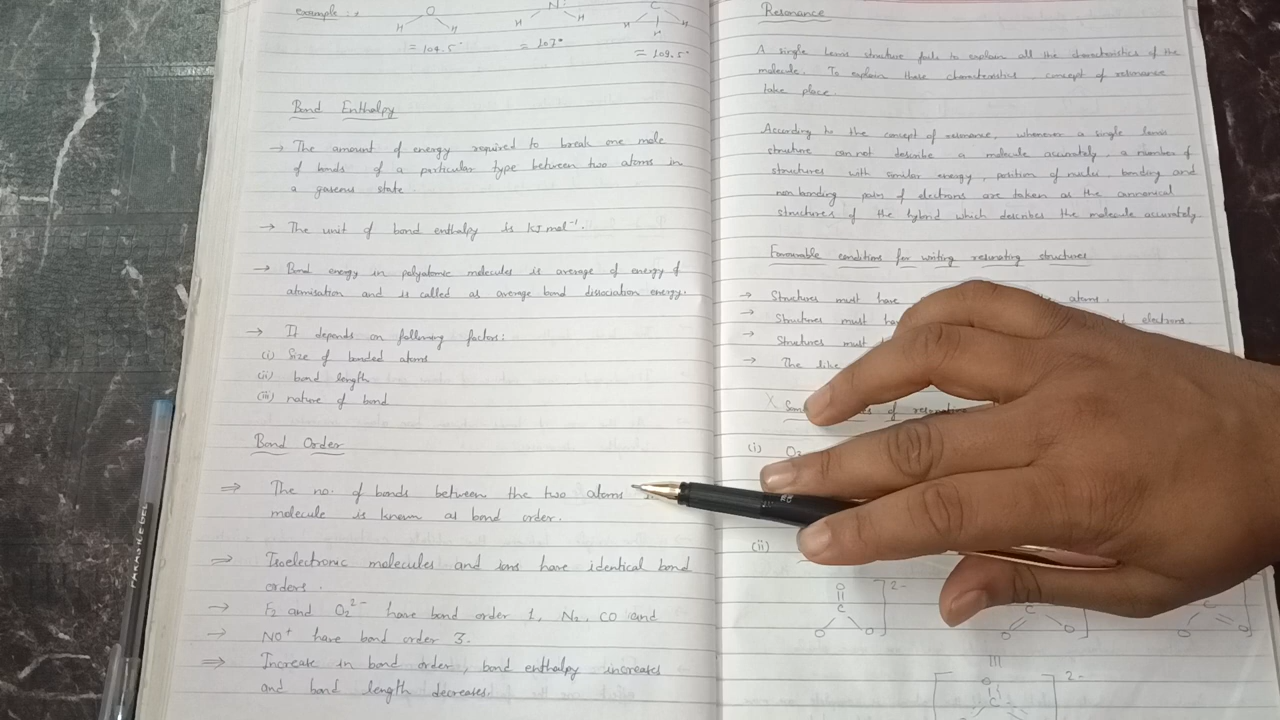 example :-
O
H H
= 104.5°
N:
H H
= 107°
C
H H
H
= 109.5°
Bond Enthalpy
→ The amount of energy required to break one mole
of bonds of a particular type between two atoms in
a gaseous state.
→ The unit of bond enthalpy is kJ mol⁻¹.
→ Bond energy in polyatomic molecules is average of energy of
atomisation and is called as average bond dissociation energy.
→ It depends on following factors:
(i) Size of bonded atoms
(ii) bond length
(iii) nature of bond
Bond Order
⇒ The no. of bonds between the two atoms
molecule is known as bond order.
⇒ Isoelectronic molecules and ions have identical bond
orders.
→ F₂ and O₂²⁻ have bond order 1, N₂, CO and
→ NO⁺ have bond order 3.
⇒ Increase in bond order, bond enthalpy increases
and bond length decreases.
Resonance
A single lewis structure fails to explain all the characteristics of the
molecule. To explain these characteristics, concept of resonance
take place.
According to the concept of resonance, whenever a single lewis
structure can not describe a molecule accurately, a number of
structures with similar energy, position of nuclei, bonding and
non bonding pairs of electrons are taken as the cannonical
structures of the hybrid which describes the molecule accurately
Favourable conditions for writing resonating structures
→ Structures must have atoms.
→ Structures must electrons.
→ Structures must
→ The like
X of
(i) O₂
(ii)
O
C
O O
2-
C
O O
C
O O
O
C
2-
PARAS RE GEL